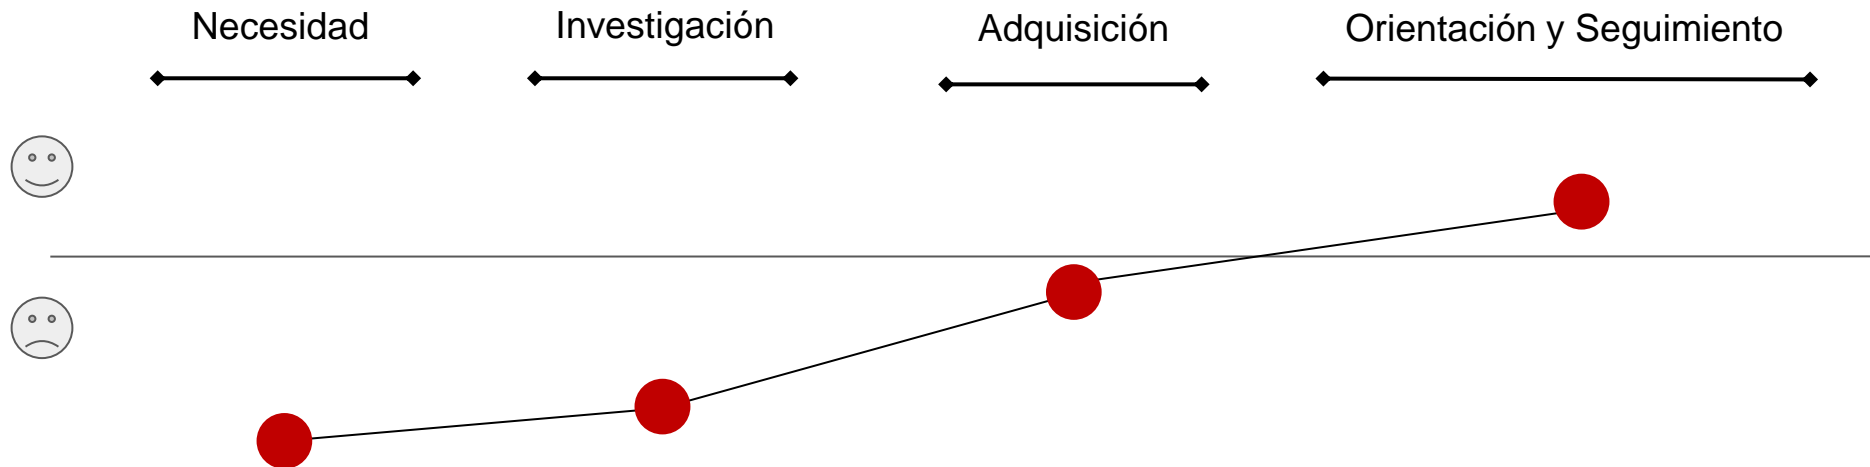 Necesidad
Investigación
Adquisición
Orientación y Seguimiento